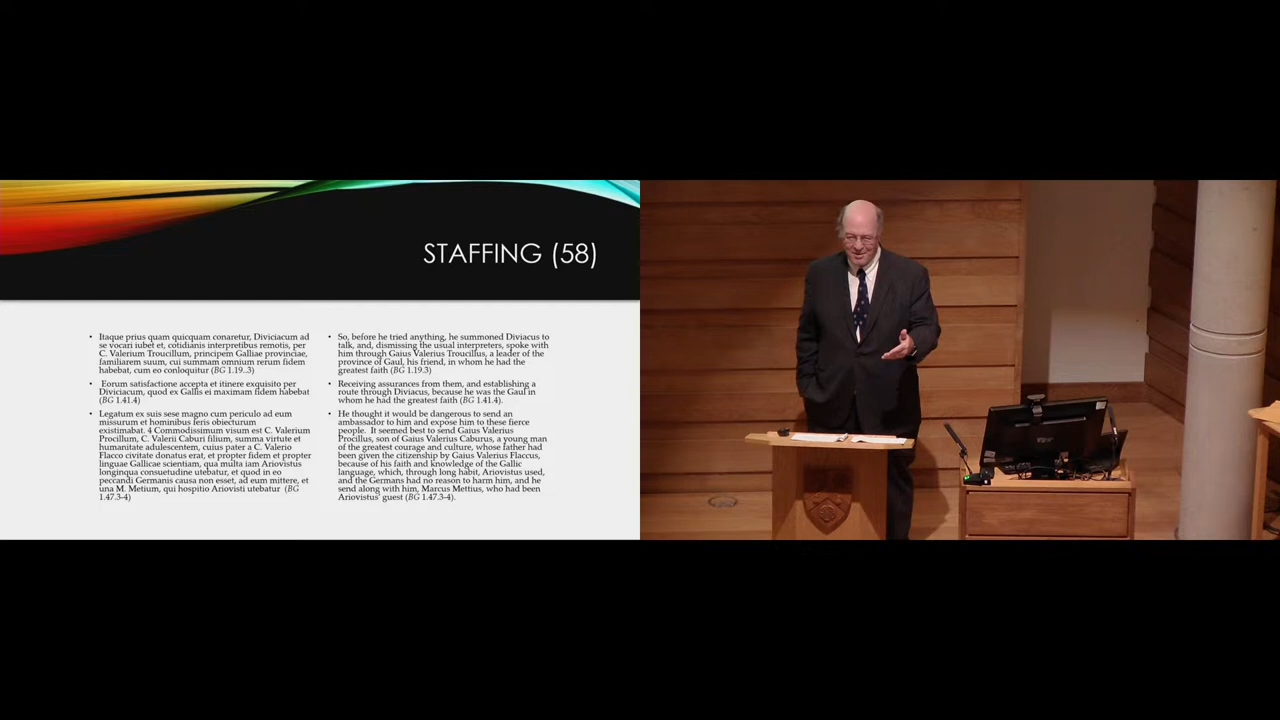 STAFFING (58)
• Itaque prius quam quicquam conaretur, Diviciacum ad
se vocari iubet et, cotidianis interpretibus remotis, per
C. Valerium Troucillum, principem Galliae provinciae,
familiarem suum, cui summam omnium rerum fidem
habebat, cum eo conloquitur (BG 1.19..3)
• Eorum satisfactione accepta et itinere exquisito per
Diviciacum, quod ex Gallis ei maximam fidem habebat
(BG 1.41.4)
• Legatum ex suis sese magno cum periculo ad eum
missurum et hominibus feris obiecturum
existimabat. 4 Commodissimum visum est C. Valerium
Procillum, C. Valerii Caburi filium, summa virtute et
humanitate adulescentem, cuius pater a C. Valerio
Flacco civitate donatus erat, et propter fidem et propter
linguae Gallicae scientiam, qua multa iam Ariovistus
longinqua consuetudine utebatur, et quod in eo
peccandi Germanis causa non esset, ad eum mittere, et
una M. Metium, qui hospitio Ariovisti utebatur (BG
1.47.3-4)
• So, before he tried anything, he summoned Diviacus to
talk, and, dismissing the usual interpreters, spoke with
him through Gaius Valerius Troucillus, a leader of the
province of Gaul, his friend, in whom he had the
greatest faith (BG 1.19.3)
• Receiving assurances from them, and establishing a
route through Diviacus, because he was the Gaul in
whom he had the greatest faith (BG 1.41.4).
• He thought it would be dangerous to send an
ambassador to him and expose him to these fierce
people. It seemed best to send Gaius Valerius
Procillus, son of Gaius Valerius Caburus, a young man
of the greatest courage and culture, whose father had
been given the citizenship by Gaius Valerius Flaccus,
because of his faith and knowledge of the Gallic
language, which, through long habit, Ariovistus used,
and the Germans had no reason to harm him, and he
send along with him, Marcus Mettius, who had been
Ariovistus' guest (BG 1.47.3-4).